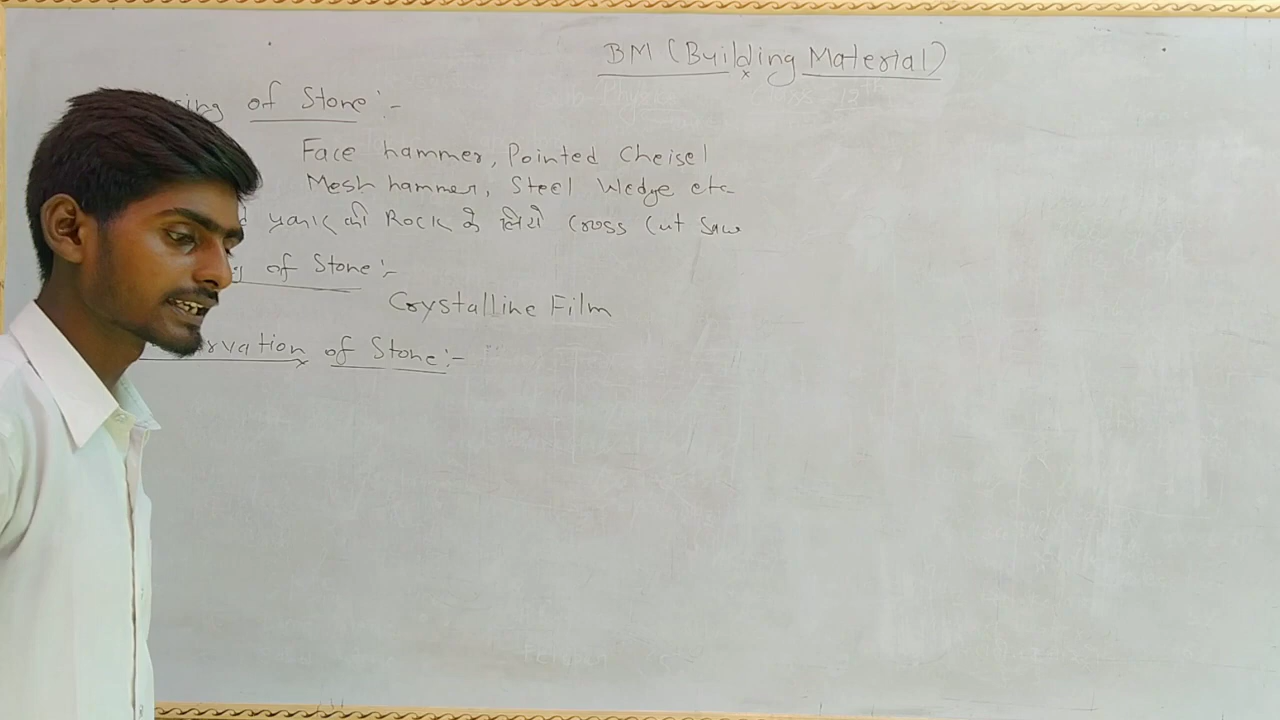 BM (Building Material)
sing of Stone:-
Face hammer, Pointed Cheisel
Mesh hammer, Steel Wedge etc
की Rock के लिये Cross Cut Saw
g of Stone:-
Crystalline Film
rvation of Stone:-